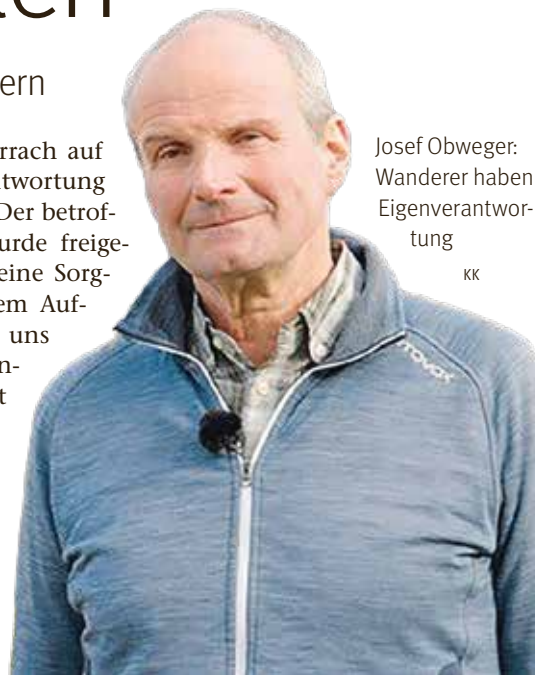 ern
rrach auf
twortung
Der betrof-
urde freige-
eine Sorg-
em Auf-
uns
n-
t
Josef Obweger:
Wanderer haben
Eigenverantwor-
tung
KK